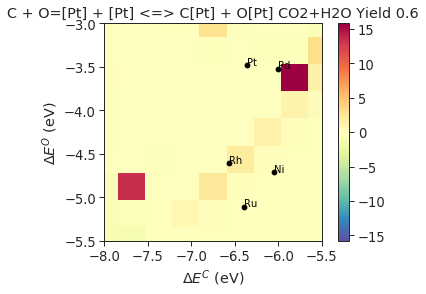 C + O=[Pt] + [Pt] <=> C[Pt] + O[Pt] CO2+H2O Yield 0.6
−3.0
−3.5
−4.0
−4.5
−5.0
−5.5
ΔE^O (eV)
Pt
Pd
Rh
Ni
Ru
−8.0 −7.5 −7.0 −6.5 −6.0 −5.5
ΔE^C (eV)
15
10
5
0
−5
−10
−15